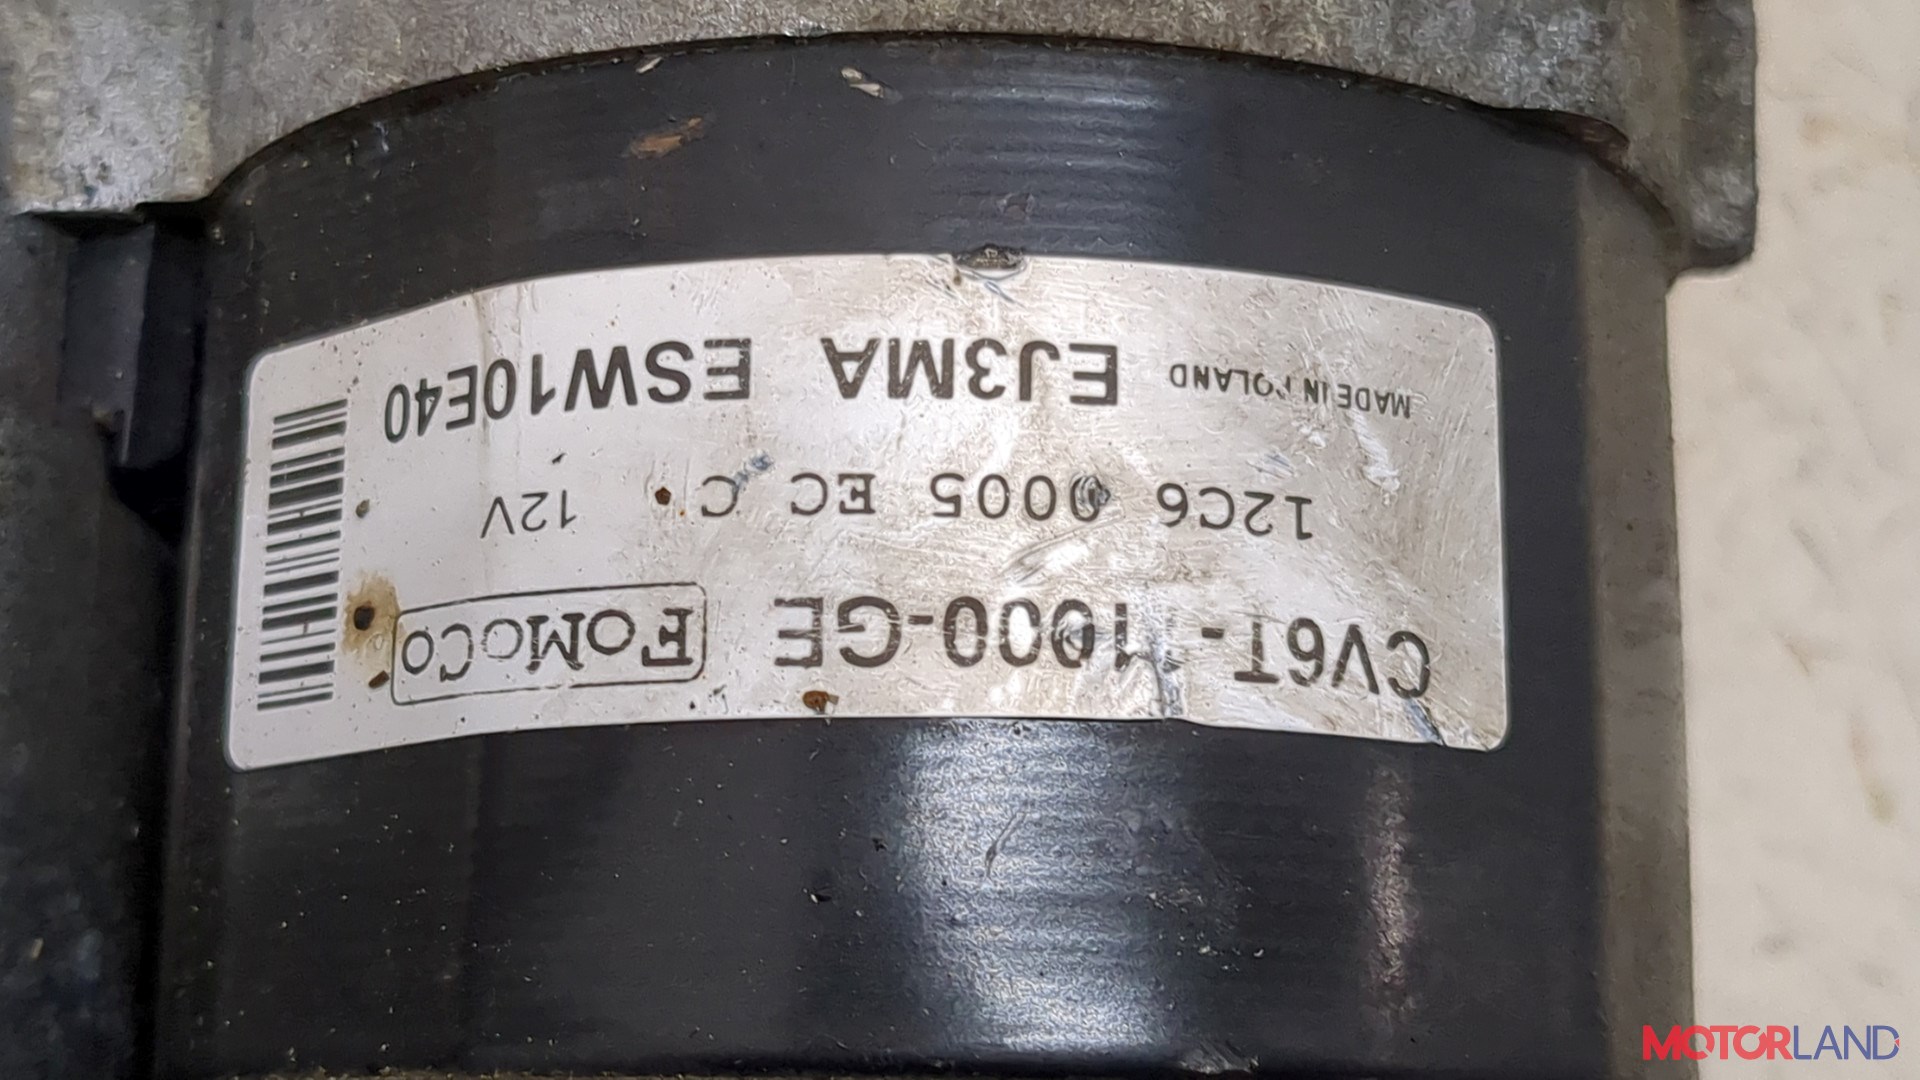 CV6T- 1000-GE FoMoCo
12C6 0005 EC C 12V
MADE IN POLAND EJ3MA ESW10E40
MOTORLAND